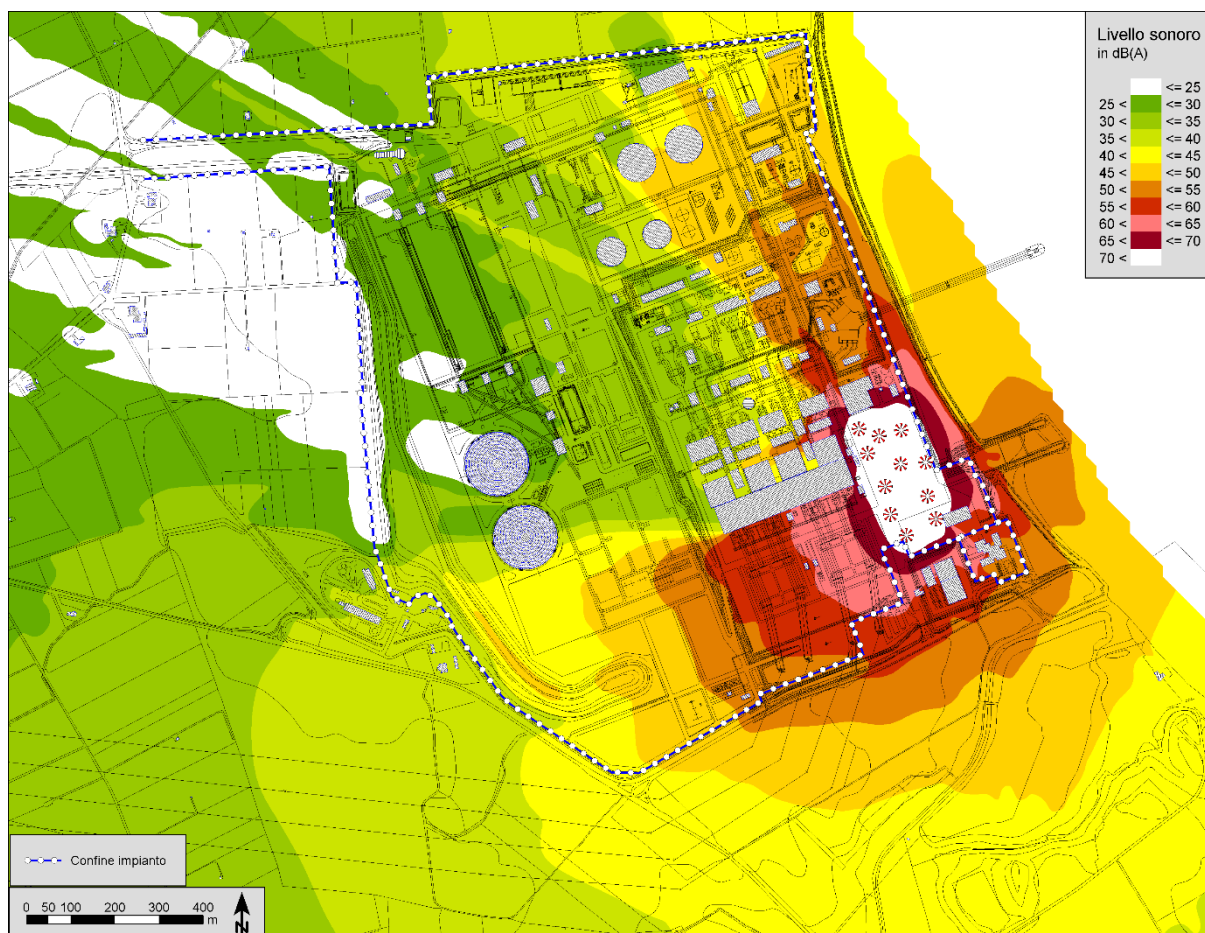 Livello sonoro
in dB(A)
<= 25
25 < <= 30
30 < <= 35
35 < <= 40
40 < <= 45
45 < <= 50
50 < <= 55
55 < <= 60
60 < <= 65
65 < <= 70
70 <
Confine impianto
0 50 100 200 300 400
m
N